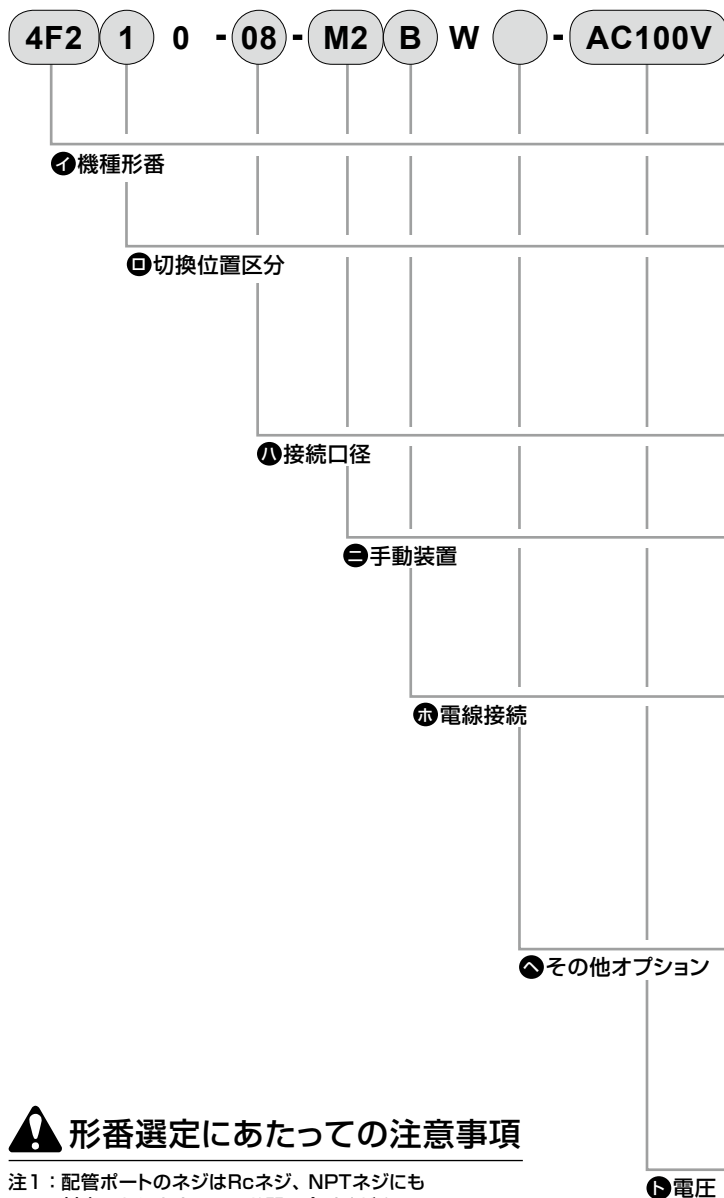 4F2 1 0 - 08 - M2 B W - AC100V
イ機種形番
ロ切換位置区分
ハ接続口径
ニ手動装置
ホ電線接続
ヘその他オプション
形番選定にあたっての注意事項
注1：配管ポートのネジはRcネジ、NPTネジにも
ト電圧